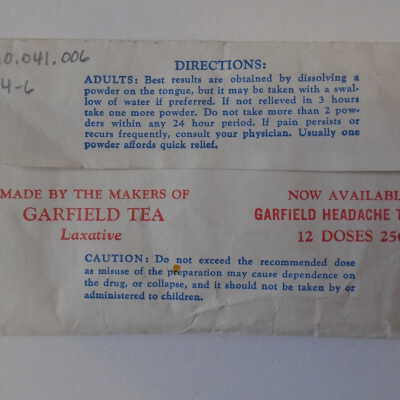 0.041.006
4-6
DIRECTIONS:
ADULTS: Best results are obtained by dissolving a
powder on the tongue, but it may be taken with a swal-
low of water if preferred. If not relieved in 3 hours
take one more powder. Do not take more than 2 pow-
ders within any 24 hour period. If pain persists or
recurs frequently, consult your physician. Usually one
powder affords quick relief.
MADE BY THE MAKERS OF
GARFIELD TEA
Laxative
NOW AVAILABL
GARFIELD HEADACHE T
12 DOSES 25¢
CAUTION: Do not exceed the recommended dose
as misuse of the preparation may cause dependence on
the drug, or collapse, and it should not be taken by or
administered to children.